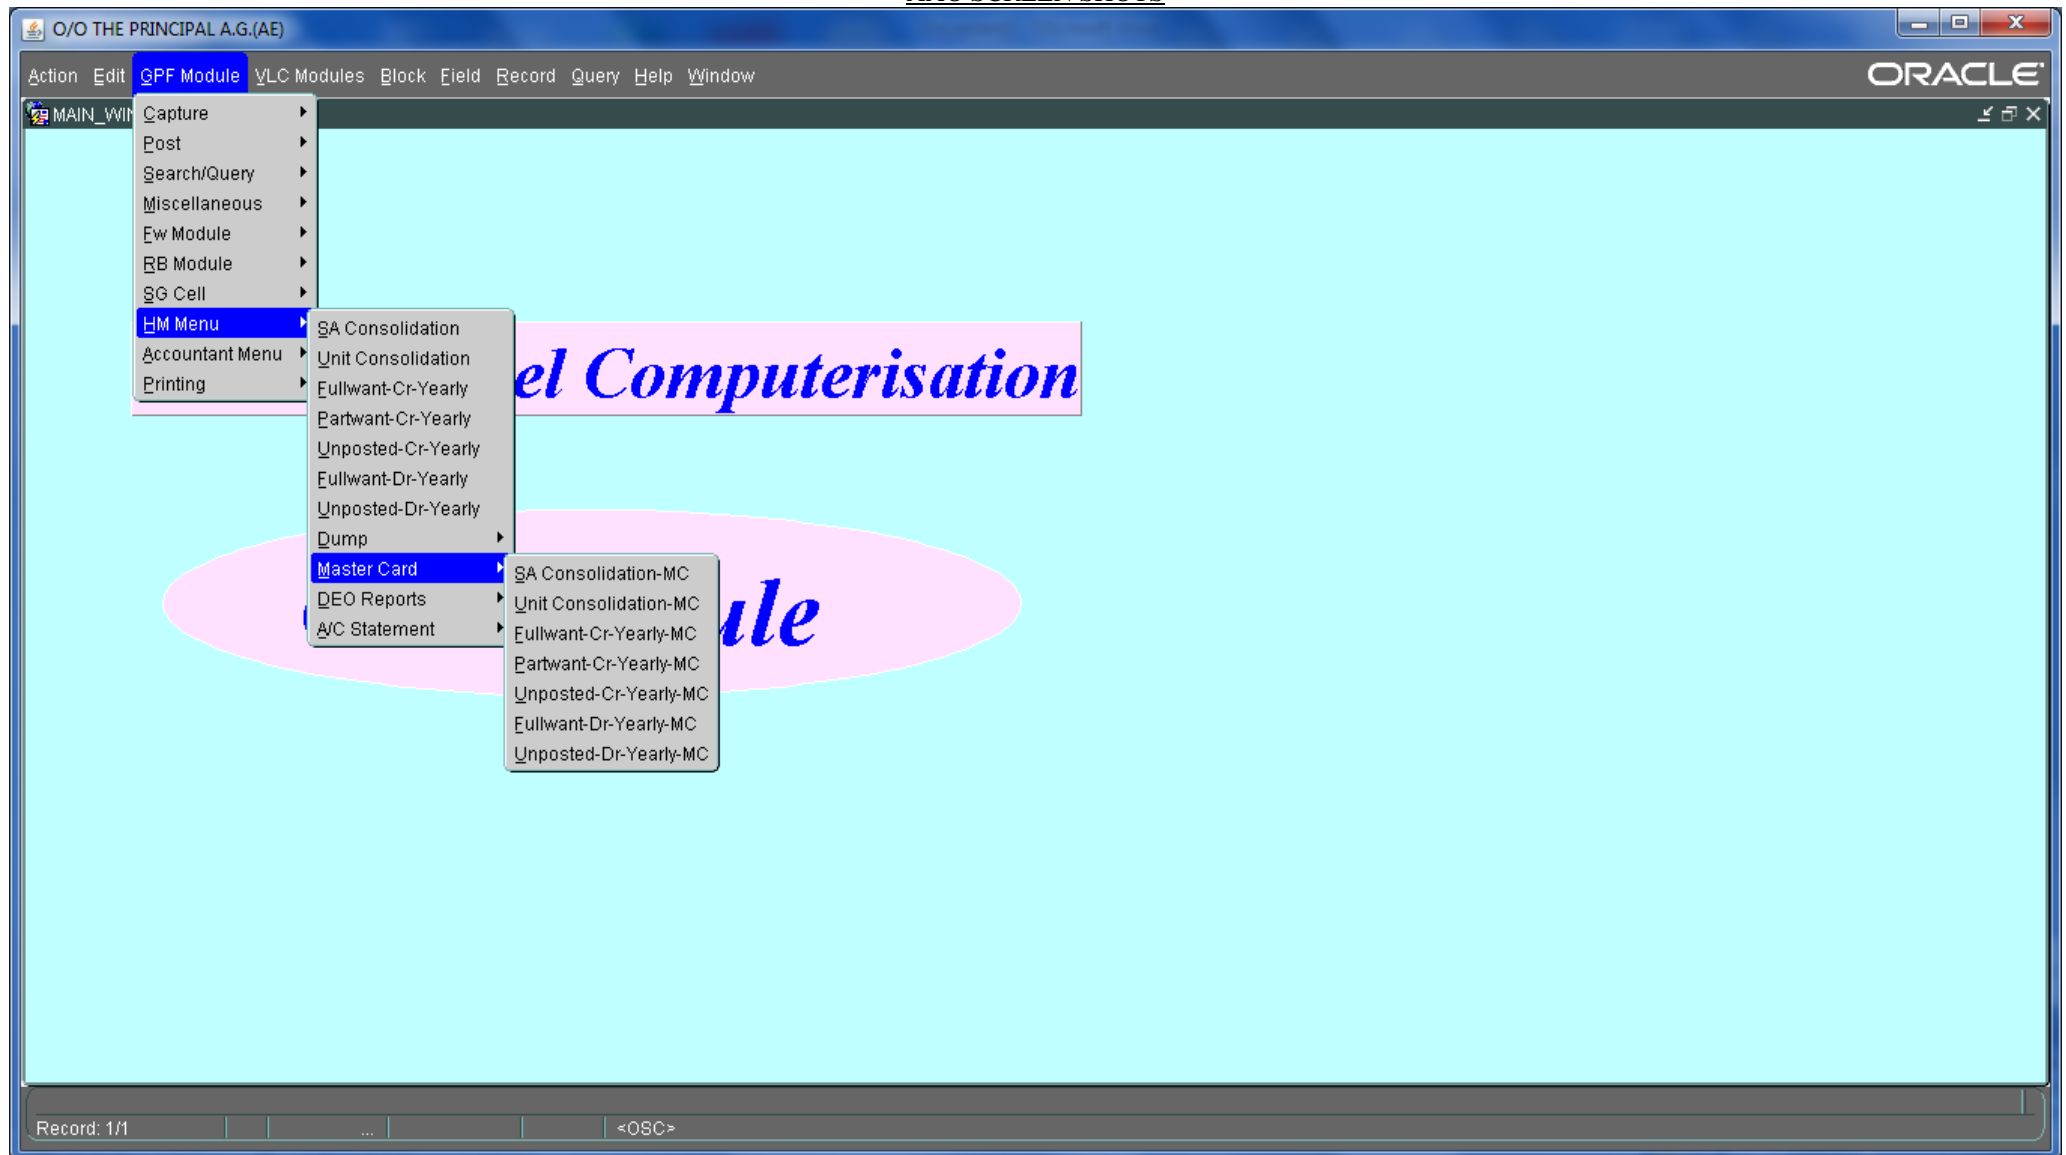 O/O THE PRINCIPAL A.G.(AE)
Action Edit GPF Module VLC Modules Block Field Record Query Help Window
ORACLE
MAIN_WIN
Capture
Post
Search/Query
Miscellaneous
Fw Module
RB Module
SG Cell
HM Menu
Accountant Menu
Printing
SA Consolidation
Unit Consolidation
Fullwant-Cr-Yearly
Partwant-Cr-Yearly
Unposted-Cr-Yearly
Fullwant-Dr-Yearly
Unposted-Dr-Yearly
Dump
Master Card
DEO Reports
A/C Statement
SA Consolidation-MC
Unit Consolidation-MC
Fullwant-Cr-Yearly-MC
Partwant-Cr-Yearly-MC
Unposted-Cr-Yearly-MC
Fullwant-Dr-Yearly-MC
Unposted-Dr-Yearly-MC
el Computerisation
ule
Record: 1/1 ... <OSC>